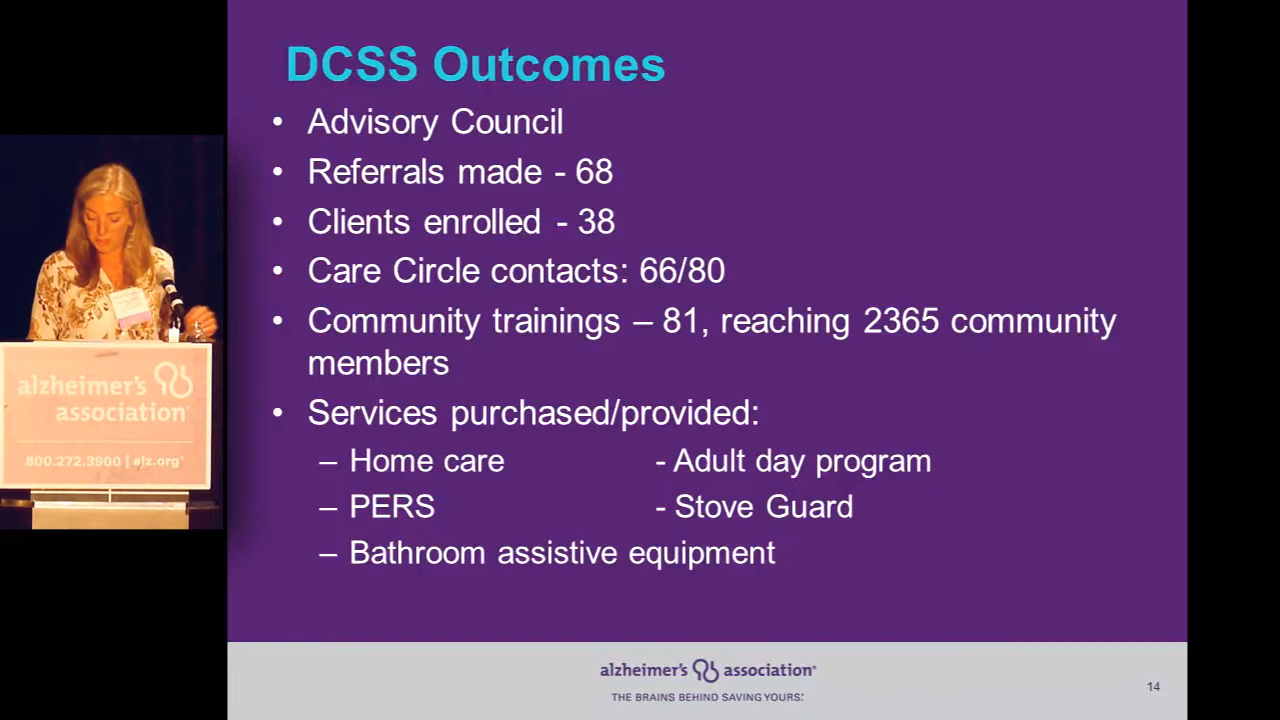 DCSS Outcomes
• Advisory Council
• Referrals made - 68
• Clients enrolled - 38
• Care Circle contacts: 66/80
• Community trainings – 81, reaching 2365 community
members
• Services purchased/provided:
– Home care - Adult day program
– PERS - Stove Guard
– Bathroom assistive equipment
alzheimer's association®
THE BRAINS BEHIND SAVING YOURS.™
14
alzheimer's
association®
800.272.3900 | alz.org®